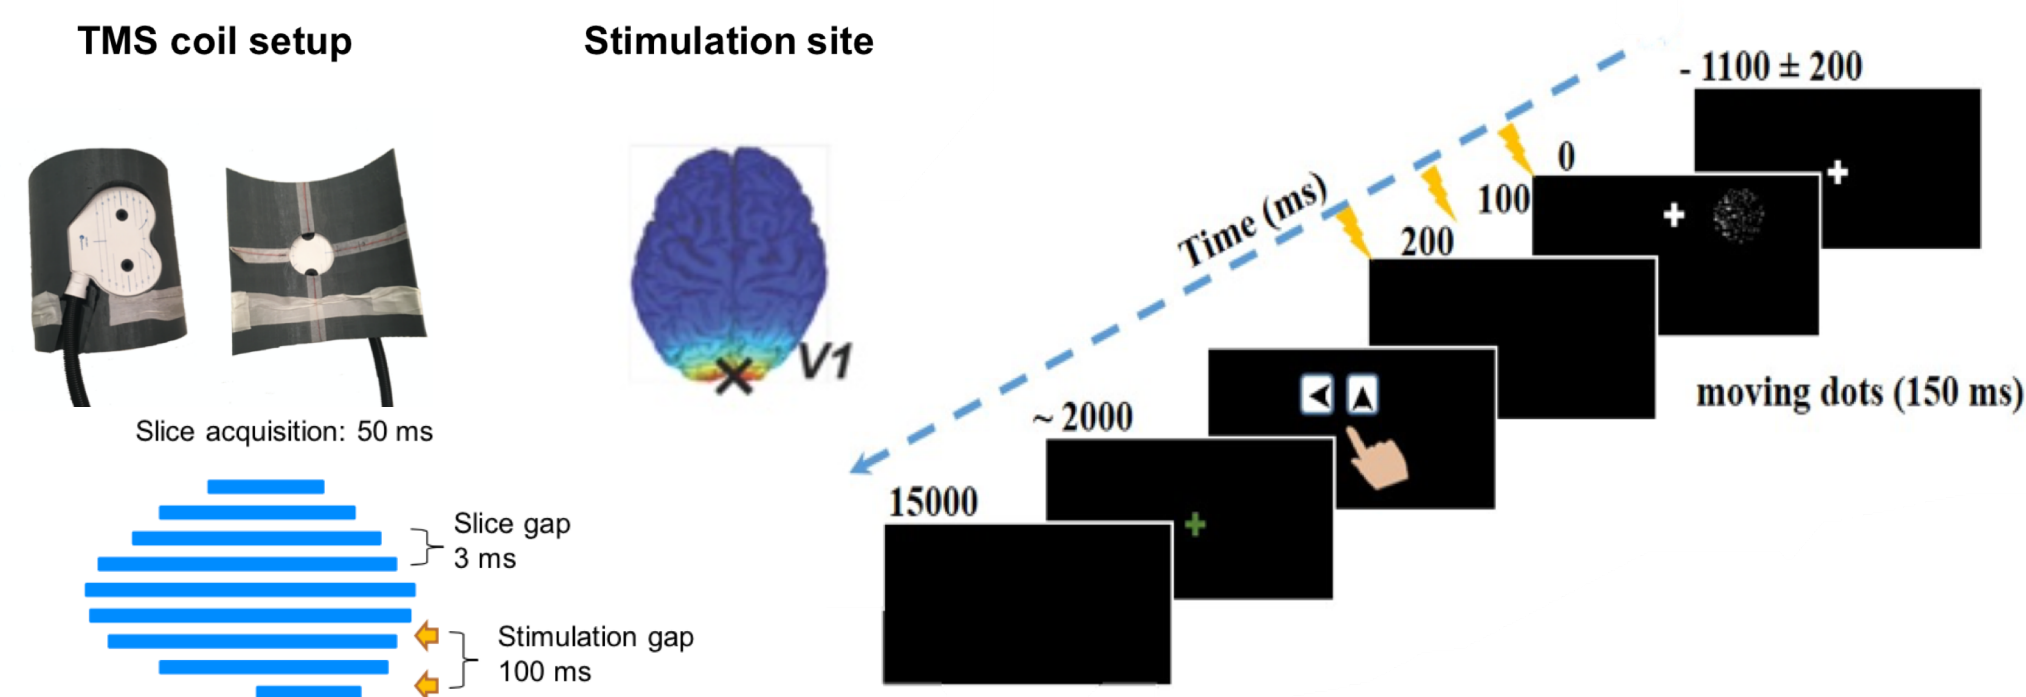 TMS coil setup
Stimulation site
V1
Slice acquisition: 50 ms
Slice gap
3 ms
Stimulation gap
100 ms
Time (ms)
- 1100 ± 200
0
100
200
moving dots (150 ms)
~ 2000
15000